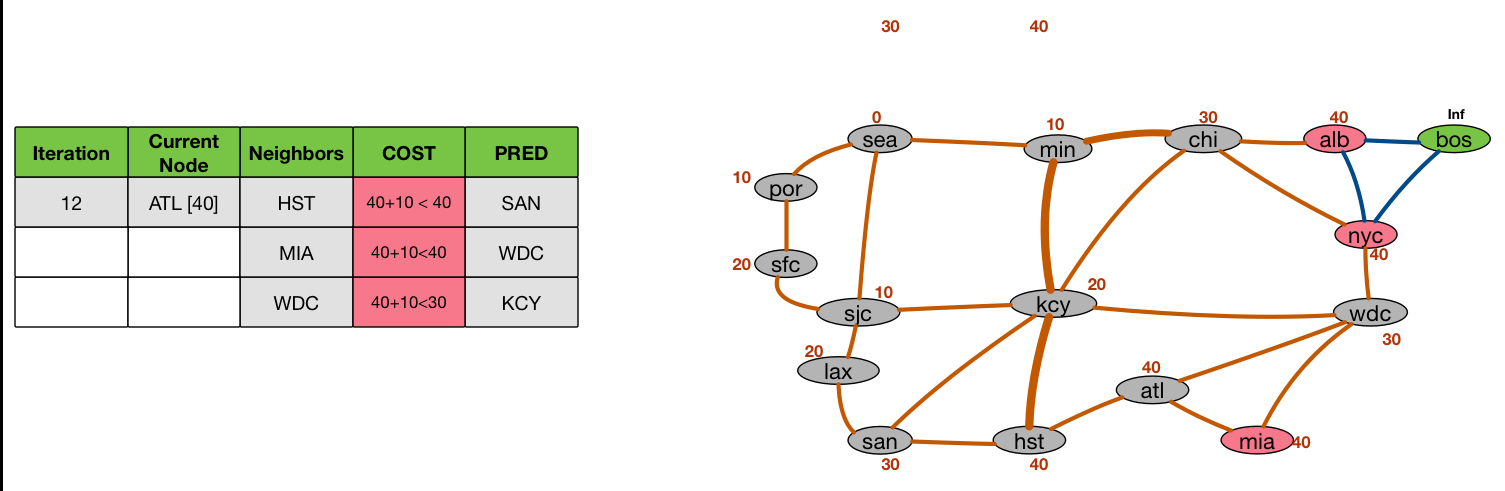 30 40
Iteration Current Node Neighbors COST PRED
12 ATL [40] HST 40+10 < 40 SAN
MIA 40+10<40 WDC
WDC 40+10<30 KCY
0 10 30 40 Inf
sea min chi alb bos
10 por
nyc 40
20 sfc
10 sjc 20 kcy wdc 30
20 lax
40 atl
san hst mia 40
30 40